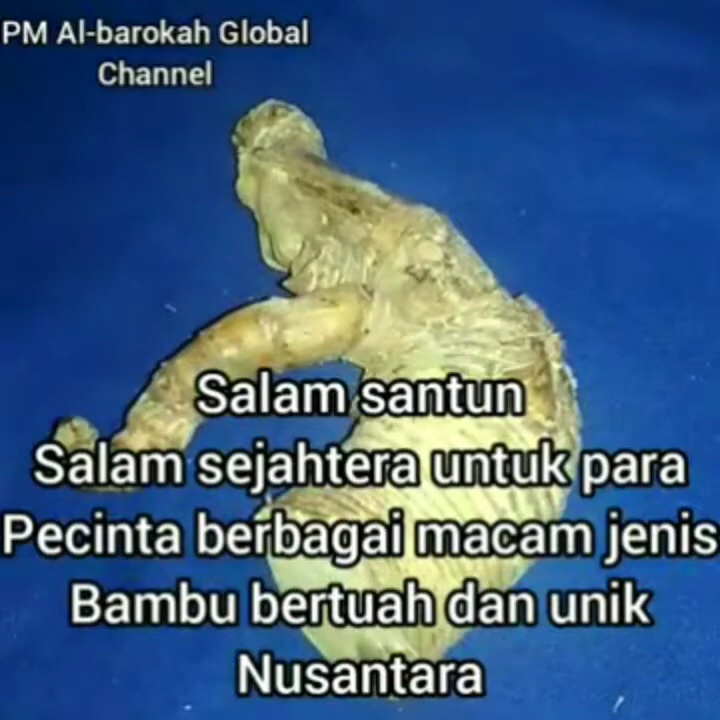 PM Al-barokah Global
Channel
Salam santun
Salam sejahtera untuk para
Pecinta berbagai macam jenis
Bambu bertuah dan unik
Nusantara